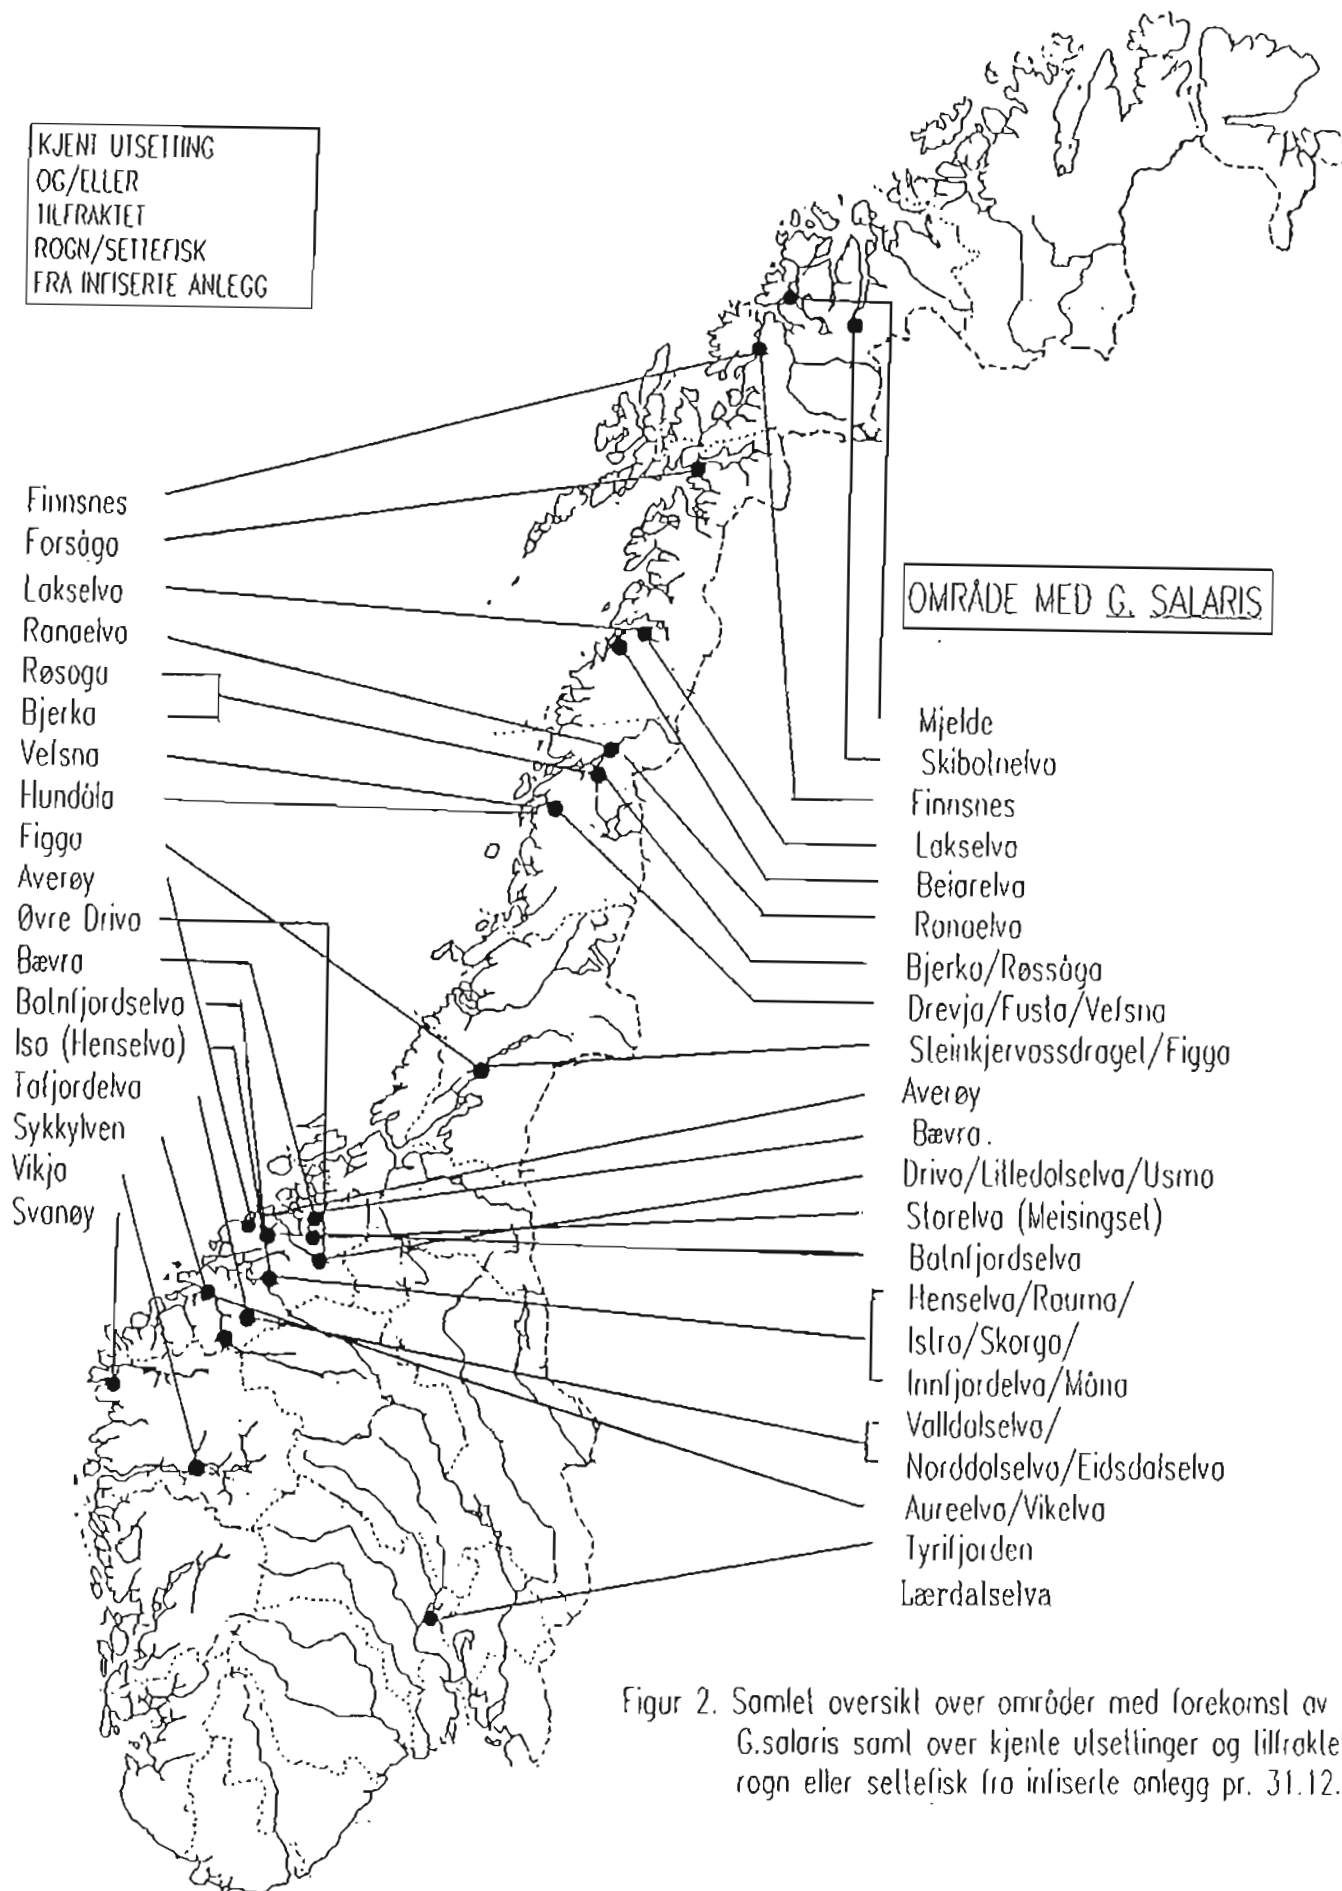 KJENT UTSETTING
OG/ELLER
TILFRAKTET
ROGN/SETTEFISK
FRA INFISERTE ANLEGG
Finnsnes
Forsåga
Lakselva
Ranaelva
Røsaga
Bjerka
Vefsna
Hundåla
Figga
Averøy
Øvre Driva
Bævra
Batnfjordselva
Isa (Henselva)
Tafjordelva
Sykkylven
Vikja
Svanøy
OMRÅDE MED G. SALARIS
Mjelde
Skibotnelva
Finnsnes
Lakselva
Beiarelva
Ranaelva
Bjerka/Røssåga
Drevja/Fusta/Vefsna
Steinkjervassdraget/Figga
Averøy
Bævra.
Driva/Litledalselva/Usma
Storelva (Meisingset)
Batnfjordselva
Henselva/Rauma/
Istra/Skorga/
Innfjordelva/Måna
Valldalselva/
Norddalselva/Eidsdalselva
Aureelva/Vikelva
Tyrifjorden
Lærdalselva
Figur 2. Samlet oversikt over områder med forekomst av
G.salaris samt over kjente utsettinger og tilfrakte
rogn eller settefisk fra infiserte anlegg pr. 31.12.